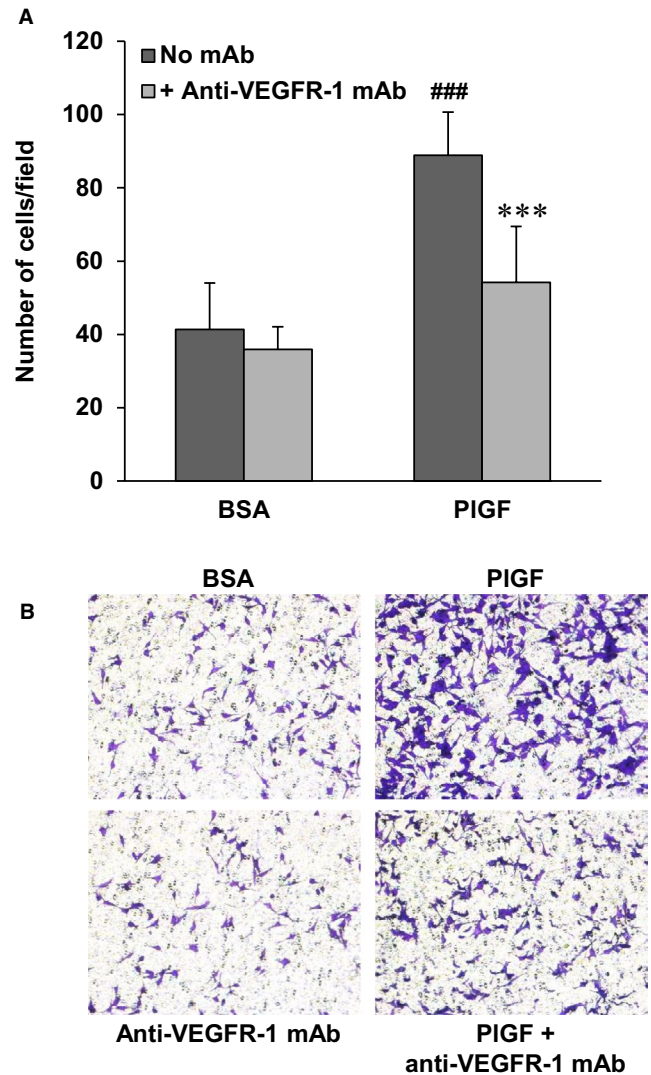 A
120
100
80
60
40
20
0
Number of cells/field
No mAb
+ Anti-VEGFR-1 mAb
###
***
BSA
PlGF
B
BSA
PlGF
Anti-VEGFR-1 mAb
PlGF +
anti-VEGFR-1 mAb